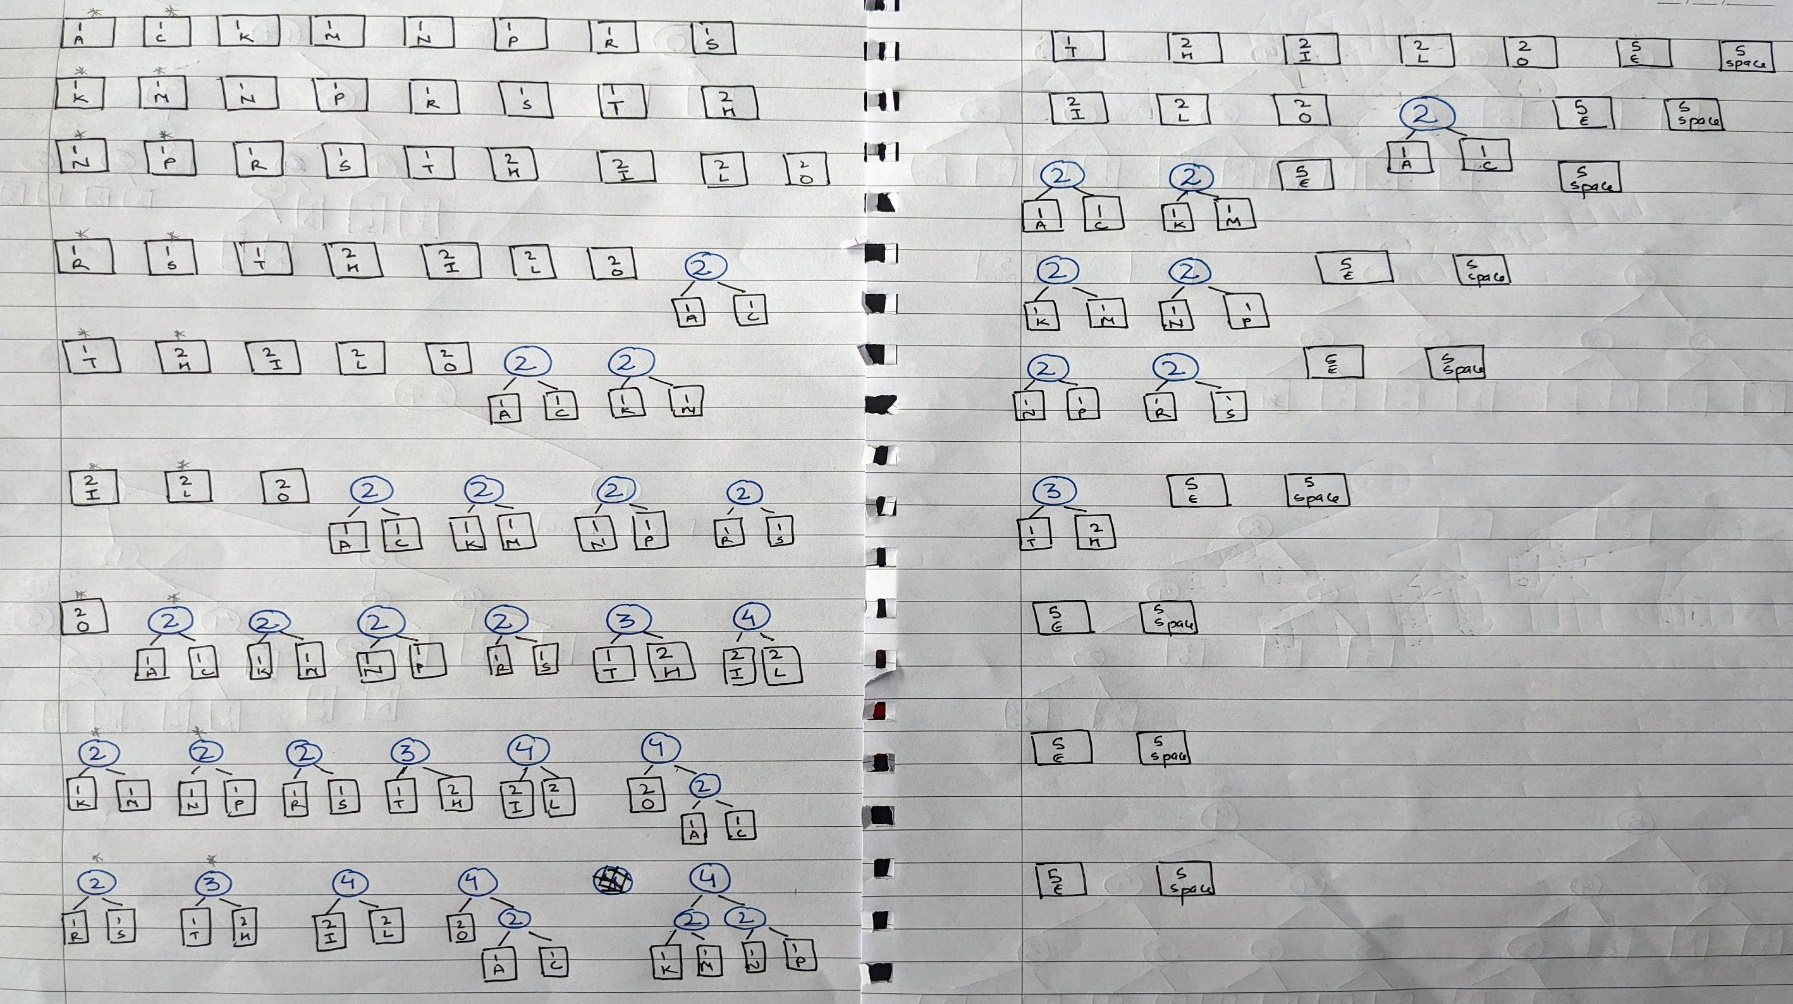 * *
1 A 1 C 1 K 1 M 1 N 1 P 1 R 1 S 1 T 2 H 2 I 2 L 2 O 5 E 5 space
* *
1 K 1 M 1 N 1 P 1 R 1 S 1 T 2 H 2 I 2 L 2 O 2 5 E 5 space
1 A 1 C
* *
1 N 1 P 1 R 1 S 1 T 2 H 2 I 2 L 2 O 2 2 5 E 5 space
1 A 1 C 1 K 1 M
* *
1 R 1 S 1 T 2 H 2 I 2 L 2 O 2 2 2 5 E 5 space
1 A 1 C 1 K 1 M 1 N 1 P
* *
1 T 2 H 2 I 2 L 2 O 2 2 2 2 5 E 5 space
1 A 1 C 1 K 1 M 1 N 1 P 1 R 1 S
* *
2 I 2 L 2 O 2 2 2 2 3 5 E 5 space
1 A 1 C 1 K 1 M 1 N 1 P 1 R 1 S 1 T 2 H
* *
2 O 2 2 2 2 3 4 5 E 5 space
1 A 1 C 1 K 1 M 1 N 1 P 1 R 1 S 1 T 2 H 2 I 2 L
* *
2 2 2 3 4 4 5 E 5 space
1 K 1 M 1 N 1 P 1 R 1 S 1 T 2 H 2 I 2 L 2 O 2
1 A 1 C
* *
2 3 4 4 4 5 E 5 space
1 R 1 S 1 T 2 H 2 I 2 L 2 O 2 2 2
1 A 1 C 1 K 1 M 1 N 1 P